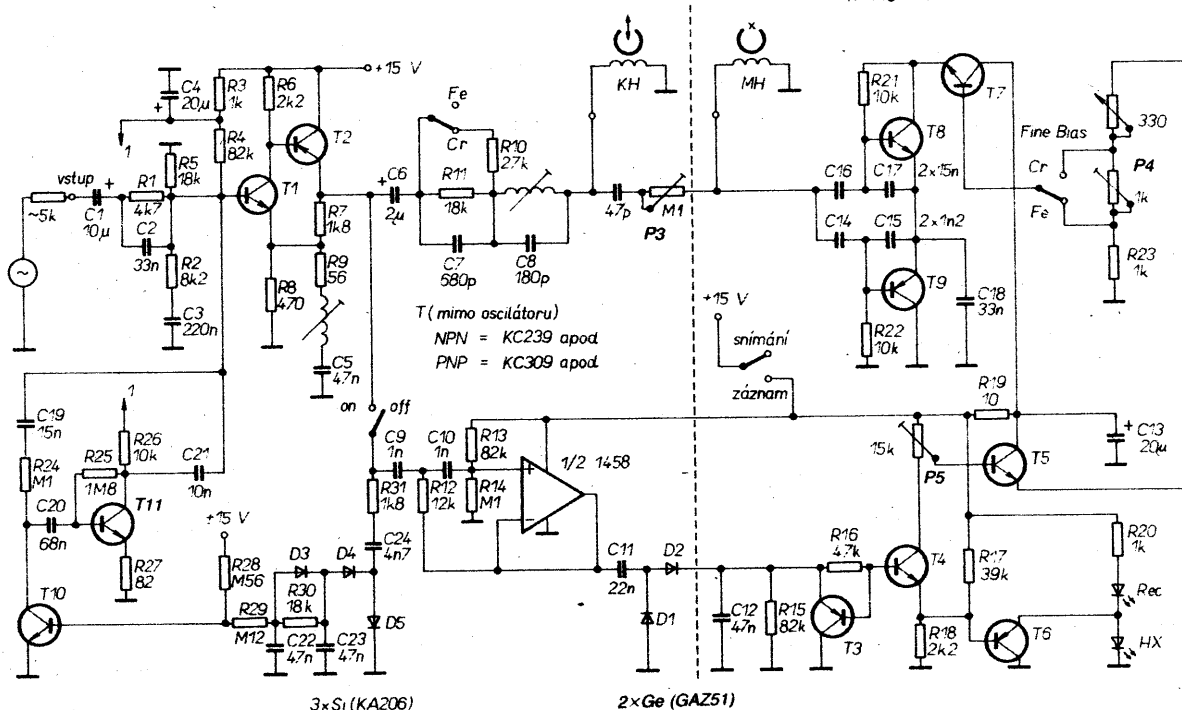 KH
MH
+15 V
C4
20µ
+
R3
1k
R6
2k2
T2
Fe
Cr
R21
10k
T7
T8
330
Fine Bias
Cr
Fe
P4
1k
1
R4
82k
R5
18k
vstup
~5k
+
C1
10µ
R1
4k7
C2
33n
R2
8k2
C3
220n
T1
R7
1k8
R9
56
R8
470
C5
47n
+
C6
2µ
R11
18k
R10
27k
C7
680p
C8
180p
47p
M1
P3
C16
C17
2×15n
C14
C15
2×1n2
T9
C18
33n
R22
10k
R23
1k
T (mimo oscilátoru)
NPN = KC239 apod.
PNP = KC309 apod.
+15 V
snímání
záznam
on
off
C19
15n
1
R24
M1
R25
1M8
R26
10k
C21
10n
C20
68n
T11
R27
82
T10
+15 V
R28
M56
R29
M12
D3
D4
R30
18k
C22
47n
C23
47n
C9
1n
C10
1n
R13
82k
R31
1k8
R12
12k
R14
M1
C24
4n7
D5
+
−
1/2 1458
C11
22n
D2
D1
C12
47n
R15
82k
R16
47k
T3
T4
15k
P5
R19
10
+
C13
20µ
T5
R17
39k
R18
2k2
T6
R20
1k
Rec
HX
3×Si (KA206)
2×Ge (GAZ51)